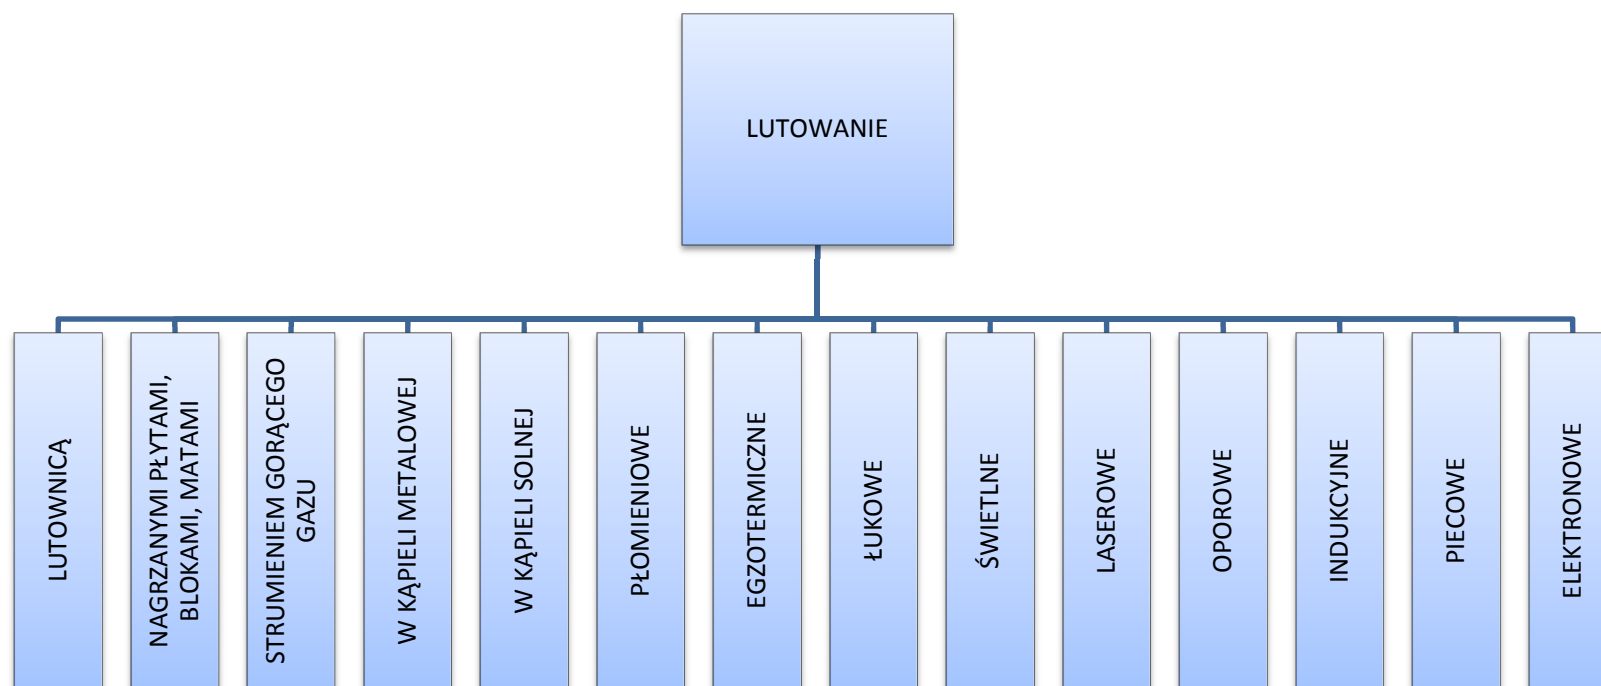 LUTOWANIE
LUTOWNICĄ
NAGRZANYMI PŁYTAMI,
BLOKAMI, MATAMI
STRUMIENIEM GORĄCEGO
GAZU
W KĄPIELI METALOWEJ
W KĄPIELI SOLNEJ
PŁOMIENIOWE
EGZOTERMICZNE
ŁUKOWE
ŚWIETLNE
LASEROWE
OPOROWE
INDUKCYJNE
PIECOWE
ELEKTRONOWE